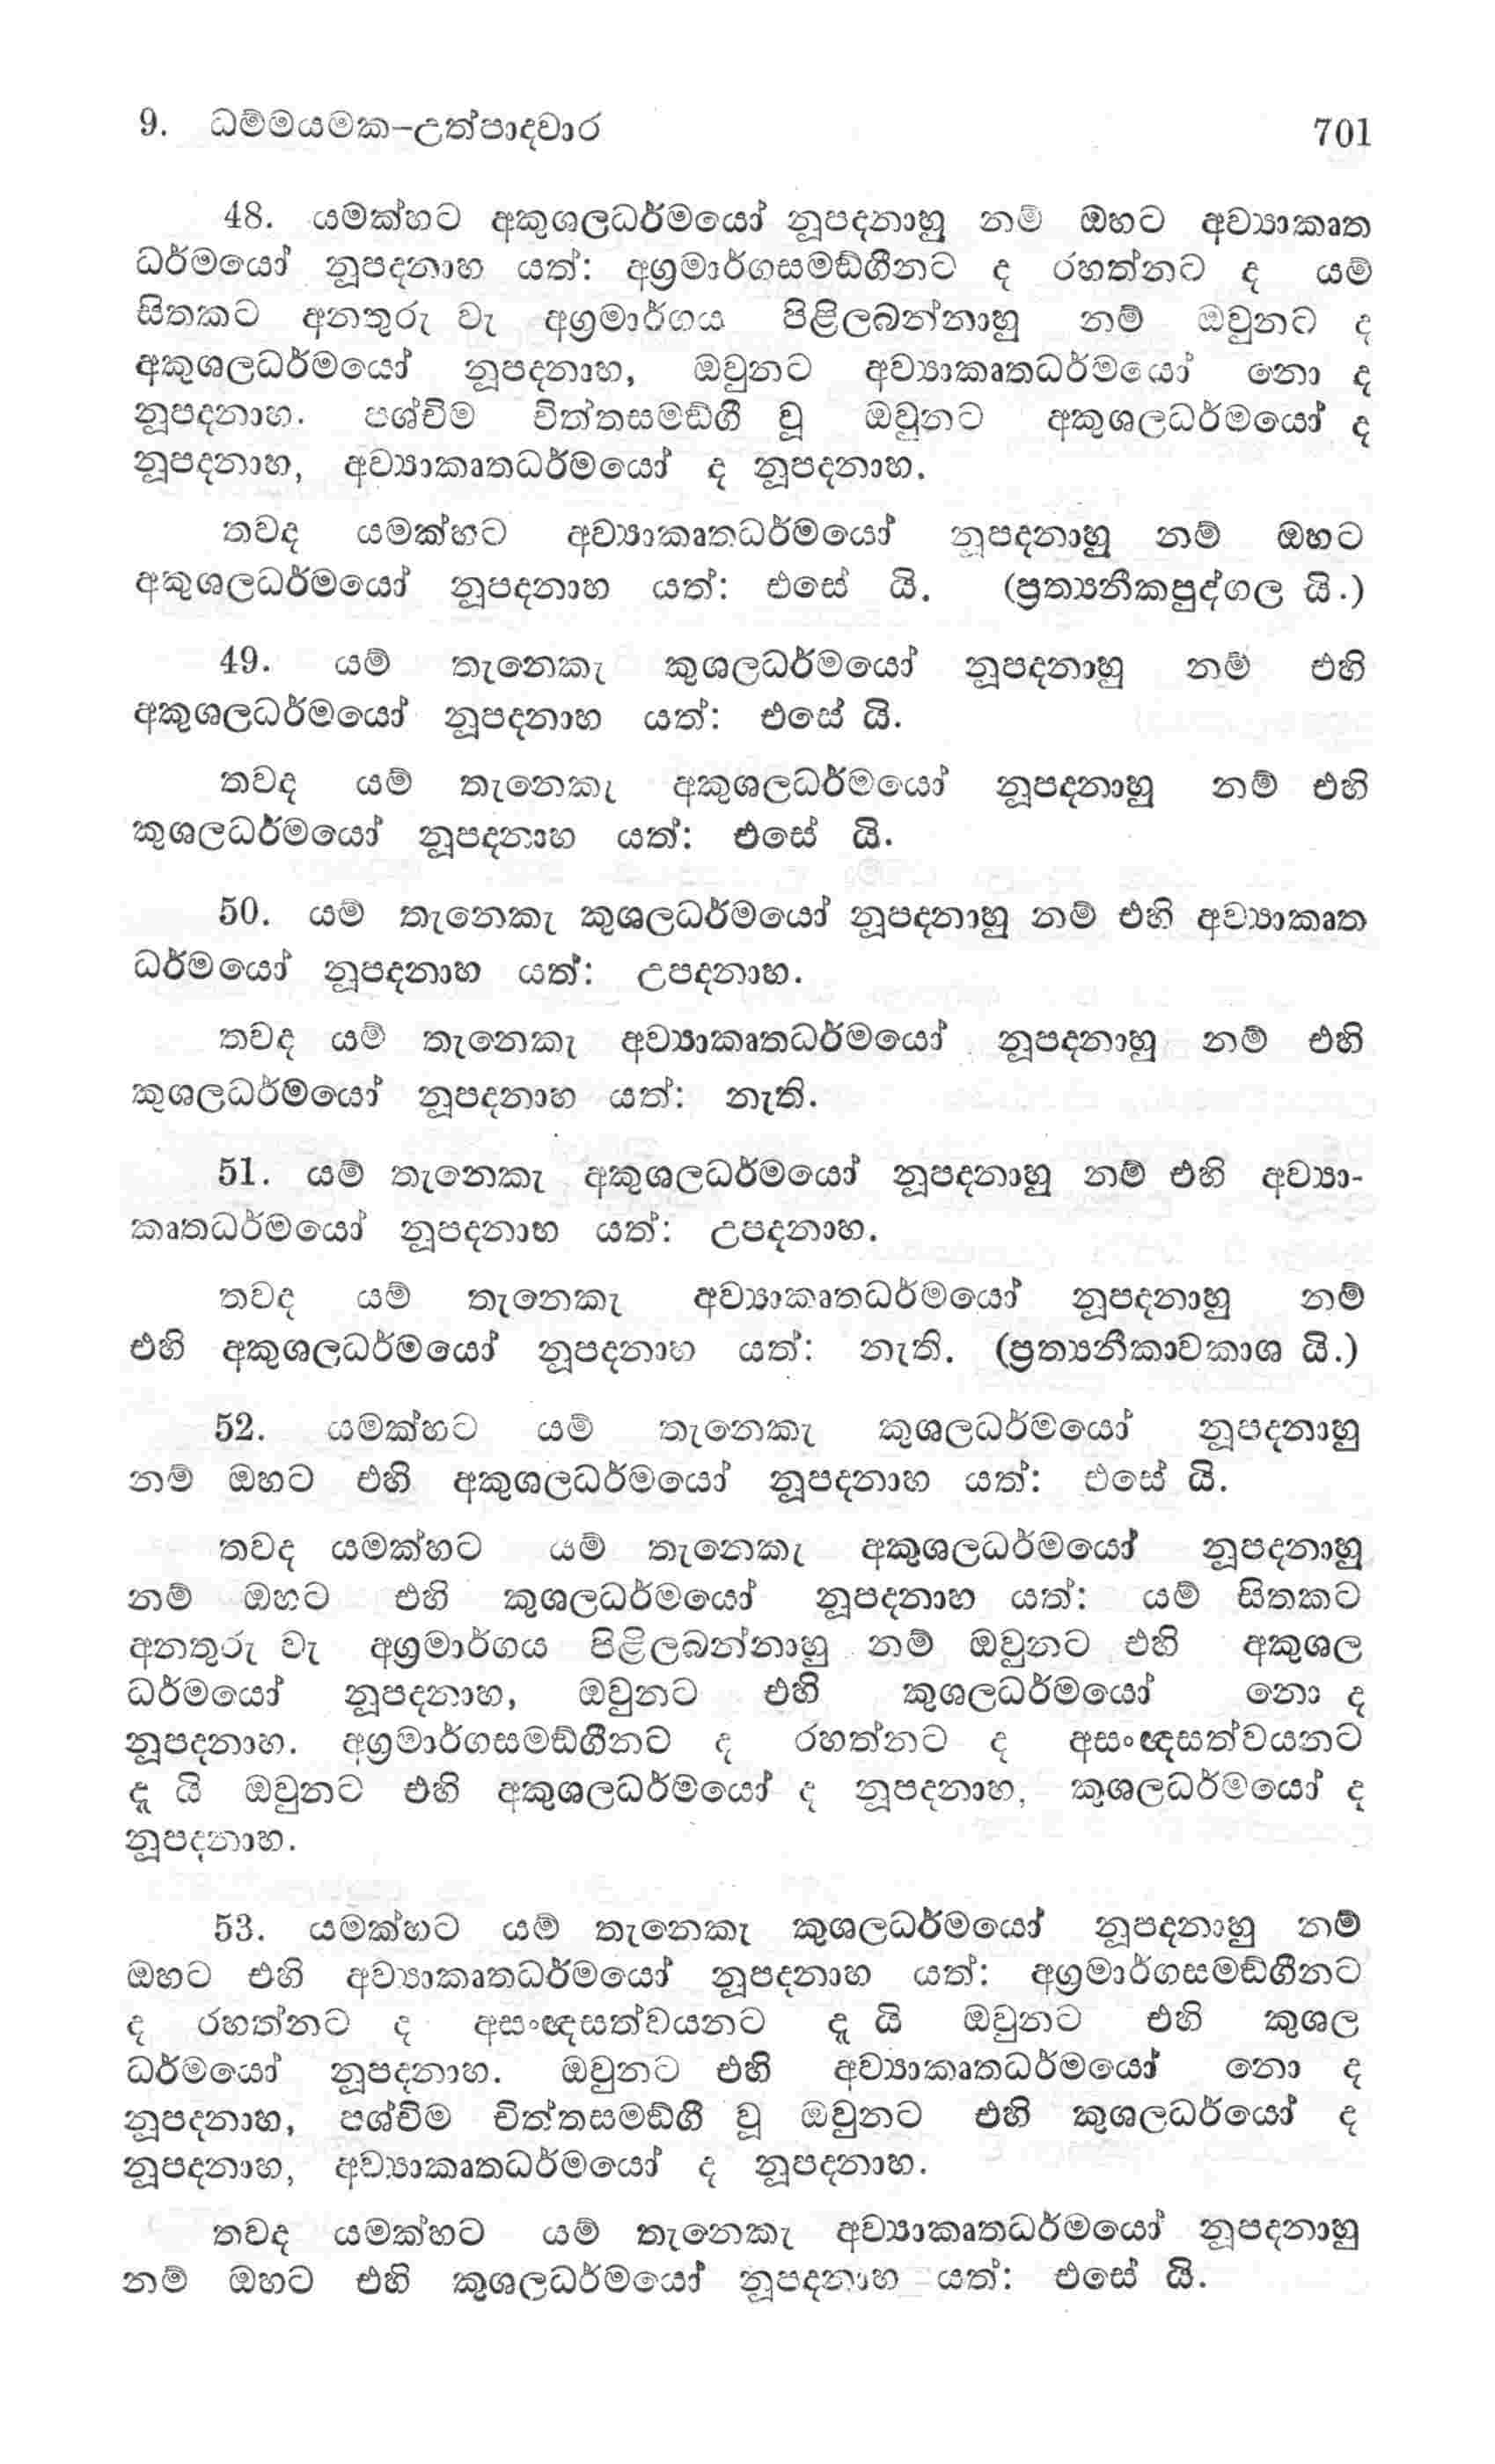 9. ධම්මයමක-උත්පාදවාර 701
48. යමක්හට අකුශලධර්මයෝ නූපදනාහු නම් ඔහට අව්‍යාකෘත
ධර්මයෝ නූපදනාහ යත්: අග්‍රමාර්ගසමඞ්ගීනට ද රහත්නට ද යම්
සිතකට අනතුරු වැ අග්‍රමාර්ගය පිළිලබන්නාහු නම් ඔවුනට ද
අකුශලධර්මයෝ නූපදනාහ, ඔවුනට අව්‍යාකෘතධර්මයෝ නො ද
නූපදනාහ. පශ්චිම චිත්තසමඞ්ගී වූ ඔවුනට අකුශලධර්මයෝ ද
නූපදනාහ, අව්‍යාකෘතධර්මයෝ ද නූපදනාහ.
තවද යමක්හට අව්‍යාකෘතධර්මයෝ නූපදනාහු නම් ඔහට
අකුශලධර්මයෝ නූපදනාහ යත්: එසේ යි. (ප්‍රත්‍යනීකපුද්ගල යි.)
49. යම් තැනෙකැ කුශලධර්මයෝ නූපදනාහු නම් එහි
අකුශලධර්මයෝ නූපදනාහ යත්: එසේ යි.
තවද යම් තැනෙකැ අකුශලධර්මයෝ නූපදනාහු නම් එහි
කුශලධර්මයෝ නූපදනාහ යත්: එසේ යි.
50. යම් තැනෙකැ කුශලධර්මයෝ නූපදනාහු නම් එහි අව්‍යාකෘත
ධර්මයෝ නූපදනාහ යත්: උපදනාහ.
තවද යම් තැනෙකැ අව්‍යාකෘතධර්මයෝ නූපදනාහු නම් එහි
කුශලධර්මයෝ නූපදනාහ යත්: නැති.
51. යම් තැනෙකැ අකුශලධර්මයෝ නූපදනාහු නම් එහි අව්‍යා-
කෘතධර්මයෝ නූපදනාභ යත්: උපදනාහ.
තවද යම් තැනෙකැ අව්‍යාකෘතධර්මයෝ නූපදනාහු නම්
එහි අකුශලධර්මයෝ නූපදනාහ යත්: නැති. (ප්‍රත්‍යනීකාවකාශ යි.)
52. යමක්හට යම් තැනෙකැ කුශලධර්මයෝ නූපදනාහු
නම් ඔහට එහි අකුශලධර්මයෝ නූපදනාහ යත්: එසේ යි.
තවද යමක්හට යම් තැනෙකැ අකුශලධර්මයෝ නූපදනාහු
නම් ඔහට එහි කුශලධර්මයෝ නූපදනාහ යත්: යම් සිතකට
අනතුරු වැ අග්‍රමාර්ගය පිළිලබන්නාහු නම් ඔවුනට එහි අකුශල
ධර්මයෝ නූපදනාහ, ඔවුනට එහි කුශලධර්මයෝ නො ද
නූපදනාහ. අග්‍රමාර්ගසමඞ්ගීනට ද රහත්නට ද අසංඥසත්වයනට
දැ යි ඔවුනට එහි අකුශලධර්මයෝ ද නූපදනාහ, කුශලධර්මයෝ ද
නූපදනාහ.
53. යමක්හට යම් තැනෙකැ කුශලධර්මයෝ නූපදනාහු නම්
ඔහට එහි අව්‍යාකෘතධර්මයෝ නූපදනාහ යත්: අග්‍රමාර්ගසමඞ්ගීනට
ද රහත්නට ද අසංඥසත්වයනට දැ යි ඔවුනට එහි කුශල
ධර්මයෝ නූපදනාහ. ඔවුනට එහි අව්‍යාකෘතධර්මයෝ නො ද
නූපදනාහ, පශ්චිම චිත්තසමඞ්ගී වූ ඔවුනට එහි කුශලධර්යෝ ද
නූපදනාහ, අව්‍යාකෘතධර්මයෝ ද නූපදනාහ.
තවද යමක්හට යම් තැනෙකැ අව්‍යාකෘතධර්මයෝ නූපදනාහු
නම් ඔහට එහි කුශලධර්මයෝ නූපදනාහ යත්: එසේ යි.